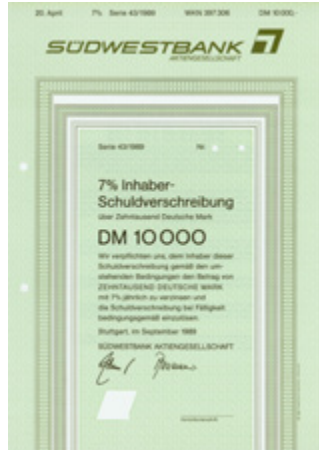 20. April 7% Serie 43/1989 WKN 397 306 DM 10 000,-
SÜDWESTBANK
AKTIENGESELLSCHAFT
Serie 43/1989 Nr.
7% Inhaber-
Schuldverschreibung
über Zehntausend Deutsche Mark
DM 10 000
Wir verpflichten uns, dem Inhaber dieser
Schuldverschreibung gemäß den um-
stehenden Bedingungen den Betrag von
ZEHNTAUSEND DEUTSCHE MARK
mit 7% jährlich zu verzinsen und
die Schuldverschreibung bei Fälligkeit
bedingungsgemäß einzulösen.
Stuttgart, im September 1989
SÜDWESTBANK AKTIENGESELLSCHAFT